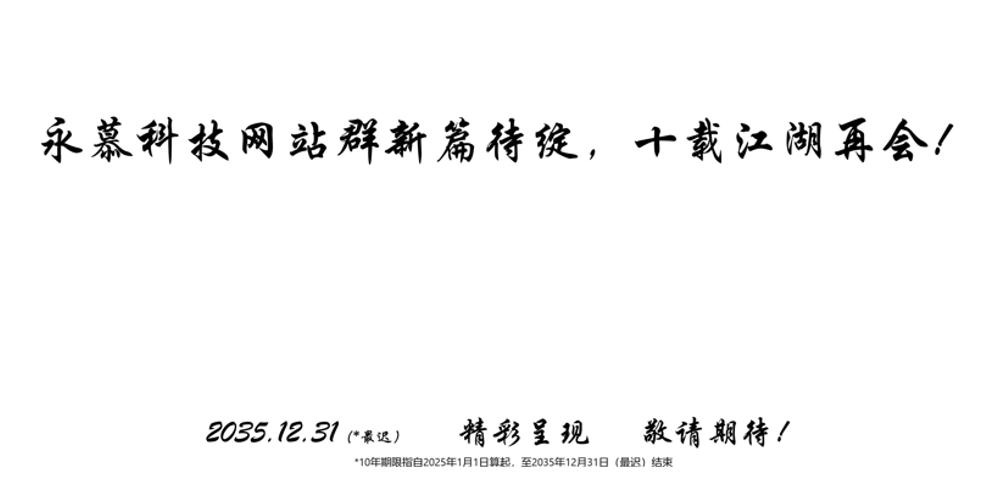 永慕科技网站群新篇待绽，十载江湖再会！
2035.12.31 (*最迟) 精彩呈现 敬请期待！
*10年期限指自2025年1月1日算起，至2035年12月31日（最迟）结束